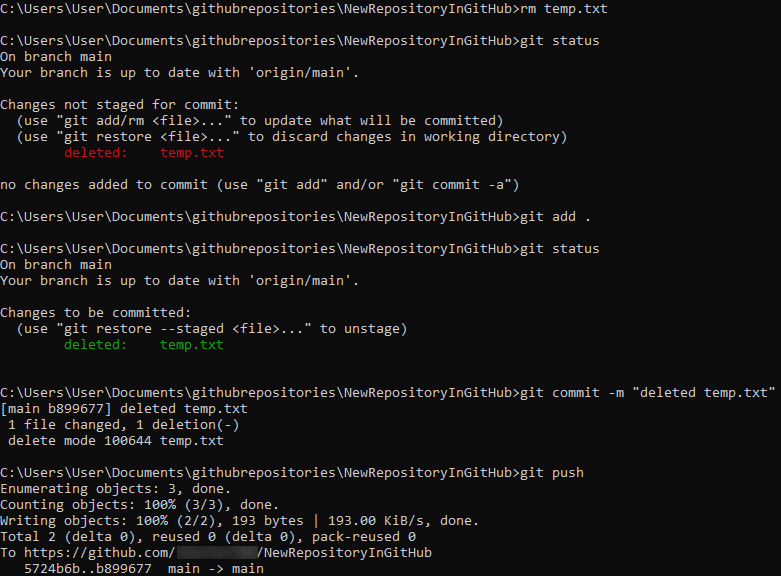 C:\Users\User\Documents\githubrepositories\NewRepositoryInGitHub>rm temp.txt
C:\Users\User\Documents\githubrepositories\NewRepositoryInGitHub>git status
On branch main
Your branch is up to date with 'origin/main'.
Changes not staged for commit:
  (use "git add/rm <file>..." to update what will be committed)
  (use "git restore <file>..." to discard changes in working directory)
        deleted:    temp.txt
no changes added to commit (use "git add" and/or "git commit -a")
C:\Users\User\Documents\githubrepositories\NewRepositoryInGitHub>git add .
C:\Users\User\Documents\githubrepositories\NewRepositoryInGitHub>git status
On branch main
Your branch is up to date with 'origin/main'.
Changes to be committed:
  (use "git restore --staged <file>..." to unstage)
        deleted:    temp.txt
C:\Users\User\Documents\githubrepositories\NewRepositoryInGitHub>git commit -m "deleted temp.txt"
[main b899677] deleted temp.txt
 1 file changed, 1 deletion(-)
 delete mode 100644 temp.txt
C:\Users\User\Documents\githubrepositories\NewRepositoryInGitHub>git push
Enumerating objects: 3, done.
Counting objects: 100% (3/3), done.
Writing objects: 100% (2/2), 193 bytes | 193.00 KiB/s, done.
Total 2 (delta 0), reused 0 (delta 0), pack-reused 0
To https://github.com/ /NewRepositoryInGitHub
   5724b6b..b899677  main -> main